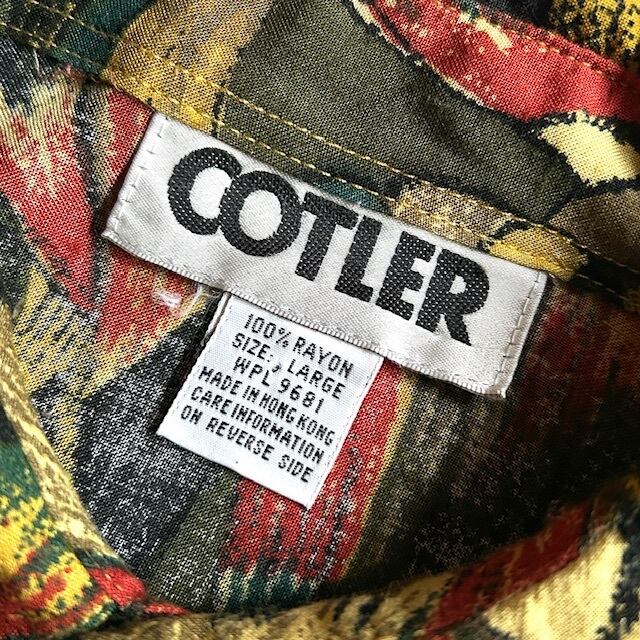 COTLER
100% RAYON
SIZE: LARGE
WPL 9681
MADE IN HONG KONG
CARE INFORMATION
ON REVERSE SIDE